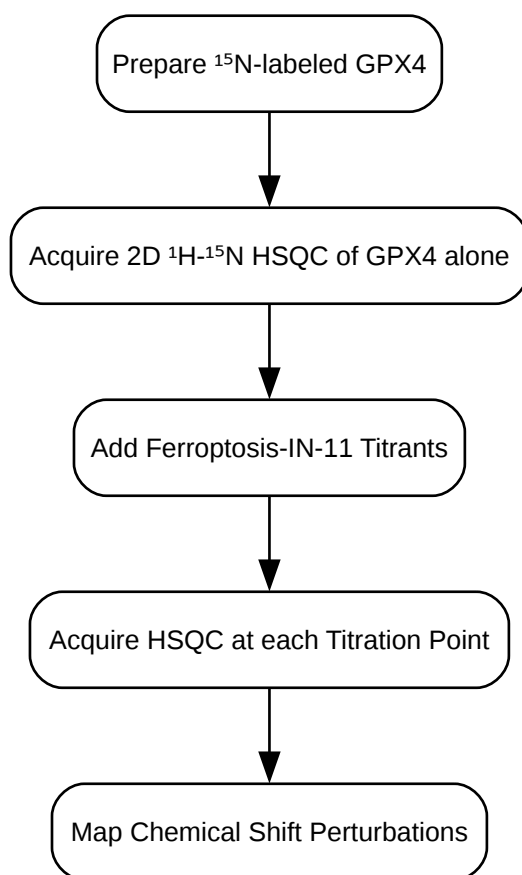 Prepare ¹⁵N-labeled GPX4
Acquire 2D ¹H-¹⁵N HSQC of GPX4 alone
Add Ferroptosis-IN-11 Titrants
Acquire HSQC at each Titration Point
Map Chemical Shift Perturbations